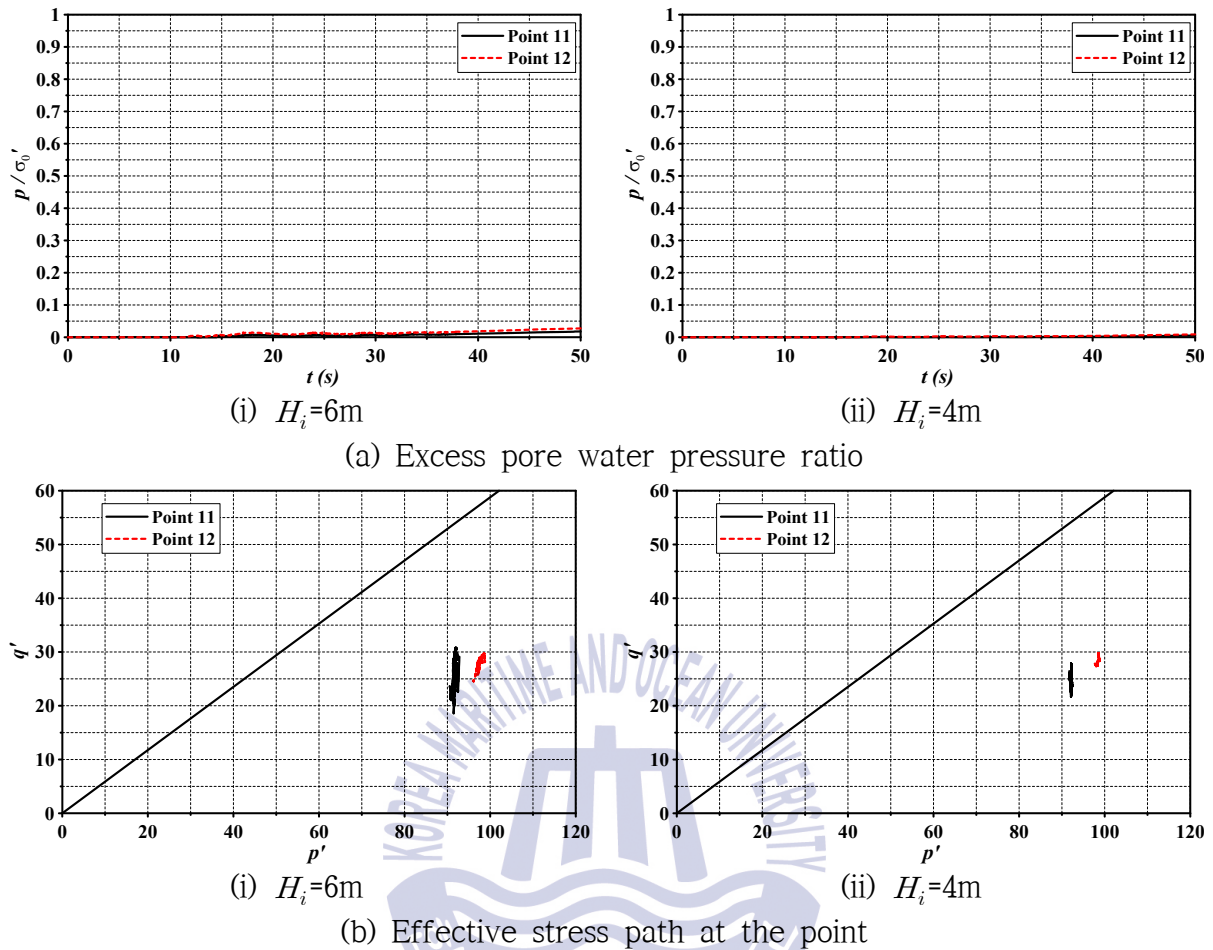 1
0.9
0.8
0.7
0.6
0.5
0.4
0.3
0.2
0.1
0
p / σ0′
Point 11
Point 12
0 10 20 30 40 50
t (s)
(i) Hi=6m
1
0.9
0.8
0.7
0.6
0.5
0.4
0.3
0.2
0.1
0
p / σ0′
Point 11
Point 12
0 10 20 30 40 50
t (s)
(ii) Hi=4m
(a) Excess pore water pressure ratio
60
50
40
30
20
10
0
q′
Point 11
Point 12
0 20 40 60 80 100 120
p′
(i) Hi=6m
60
50
40
30
20
10
0
q′
Point 11
Point 12
0 20 40 60 80 100 120
p′
(ii) Hi=4m
(b) Effective stress path at the point
KOREA MARITIME AND OCEAN UNIVERSITY